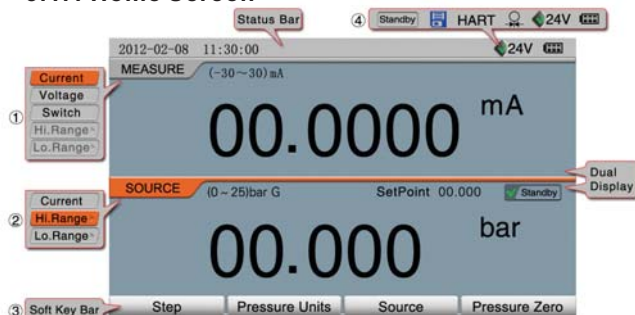 Status Bar
④ Standby HART 24V
2012-02-08 11:30:00 24V
MEASURE (-30～30)mA
Current
Voltage
① Switch
Hi.Range
Lo.Range
00.0000 mA
Dual
Display
SOURCE (0～25)bar G SetPoint 00.000 Standby
Current
② Hi.Range
Lo.Range
00.000 bar
③ Soft Key Bar Step Pressure Units Source Pressure Zero